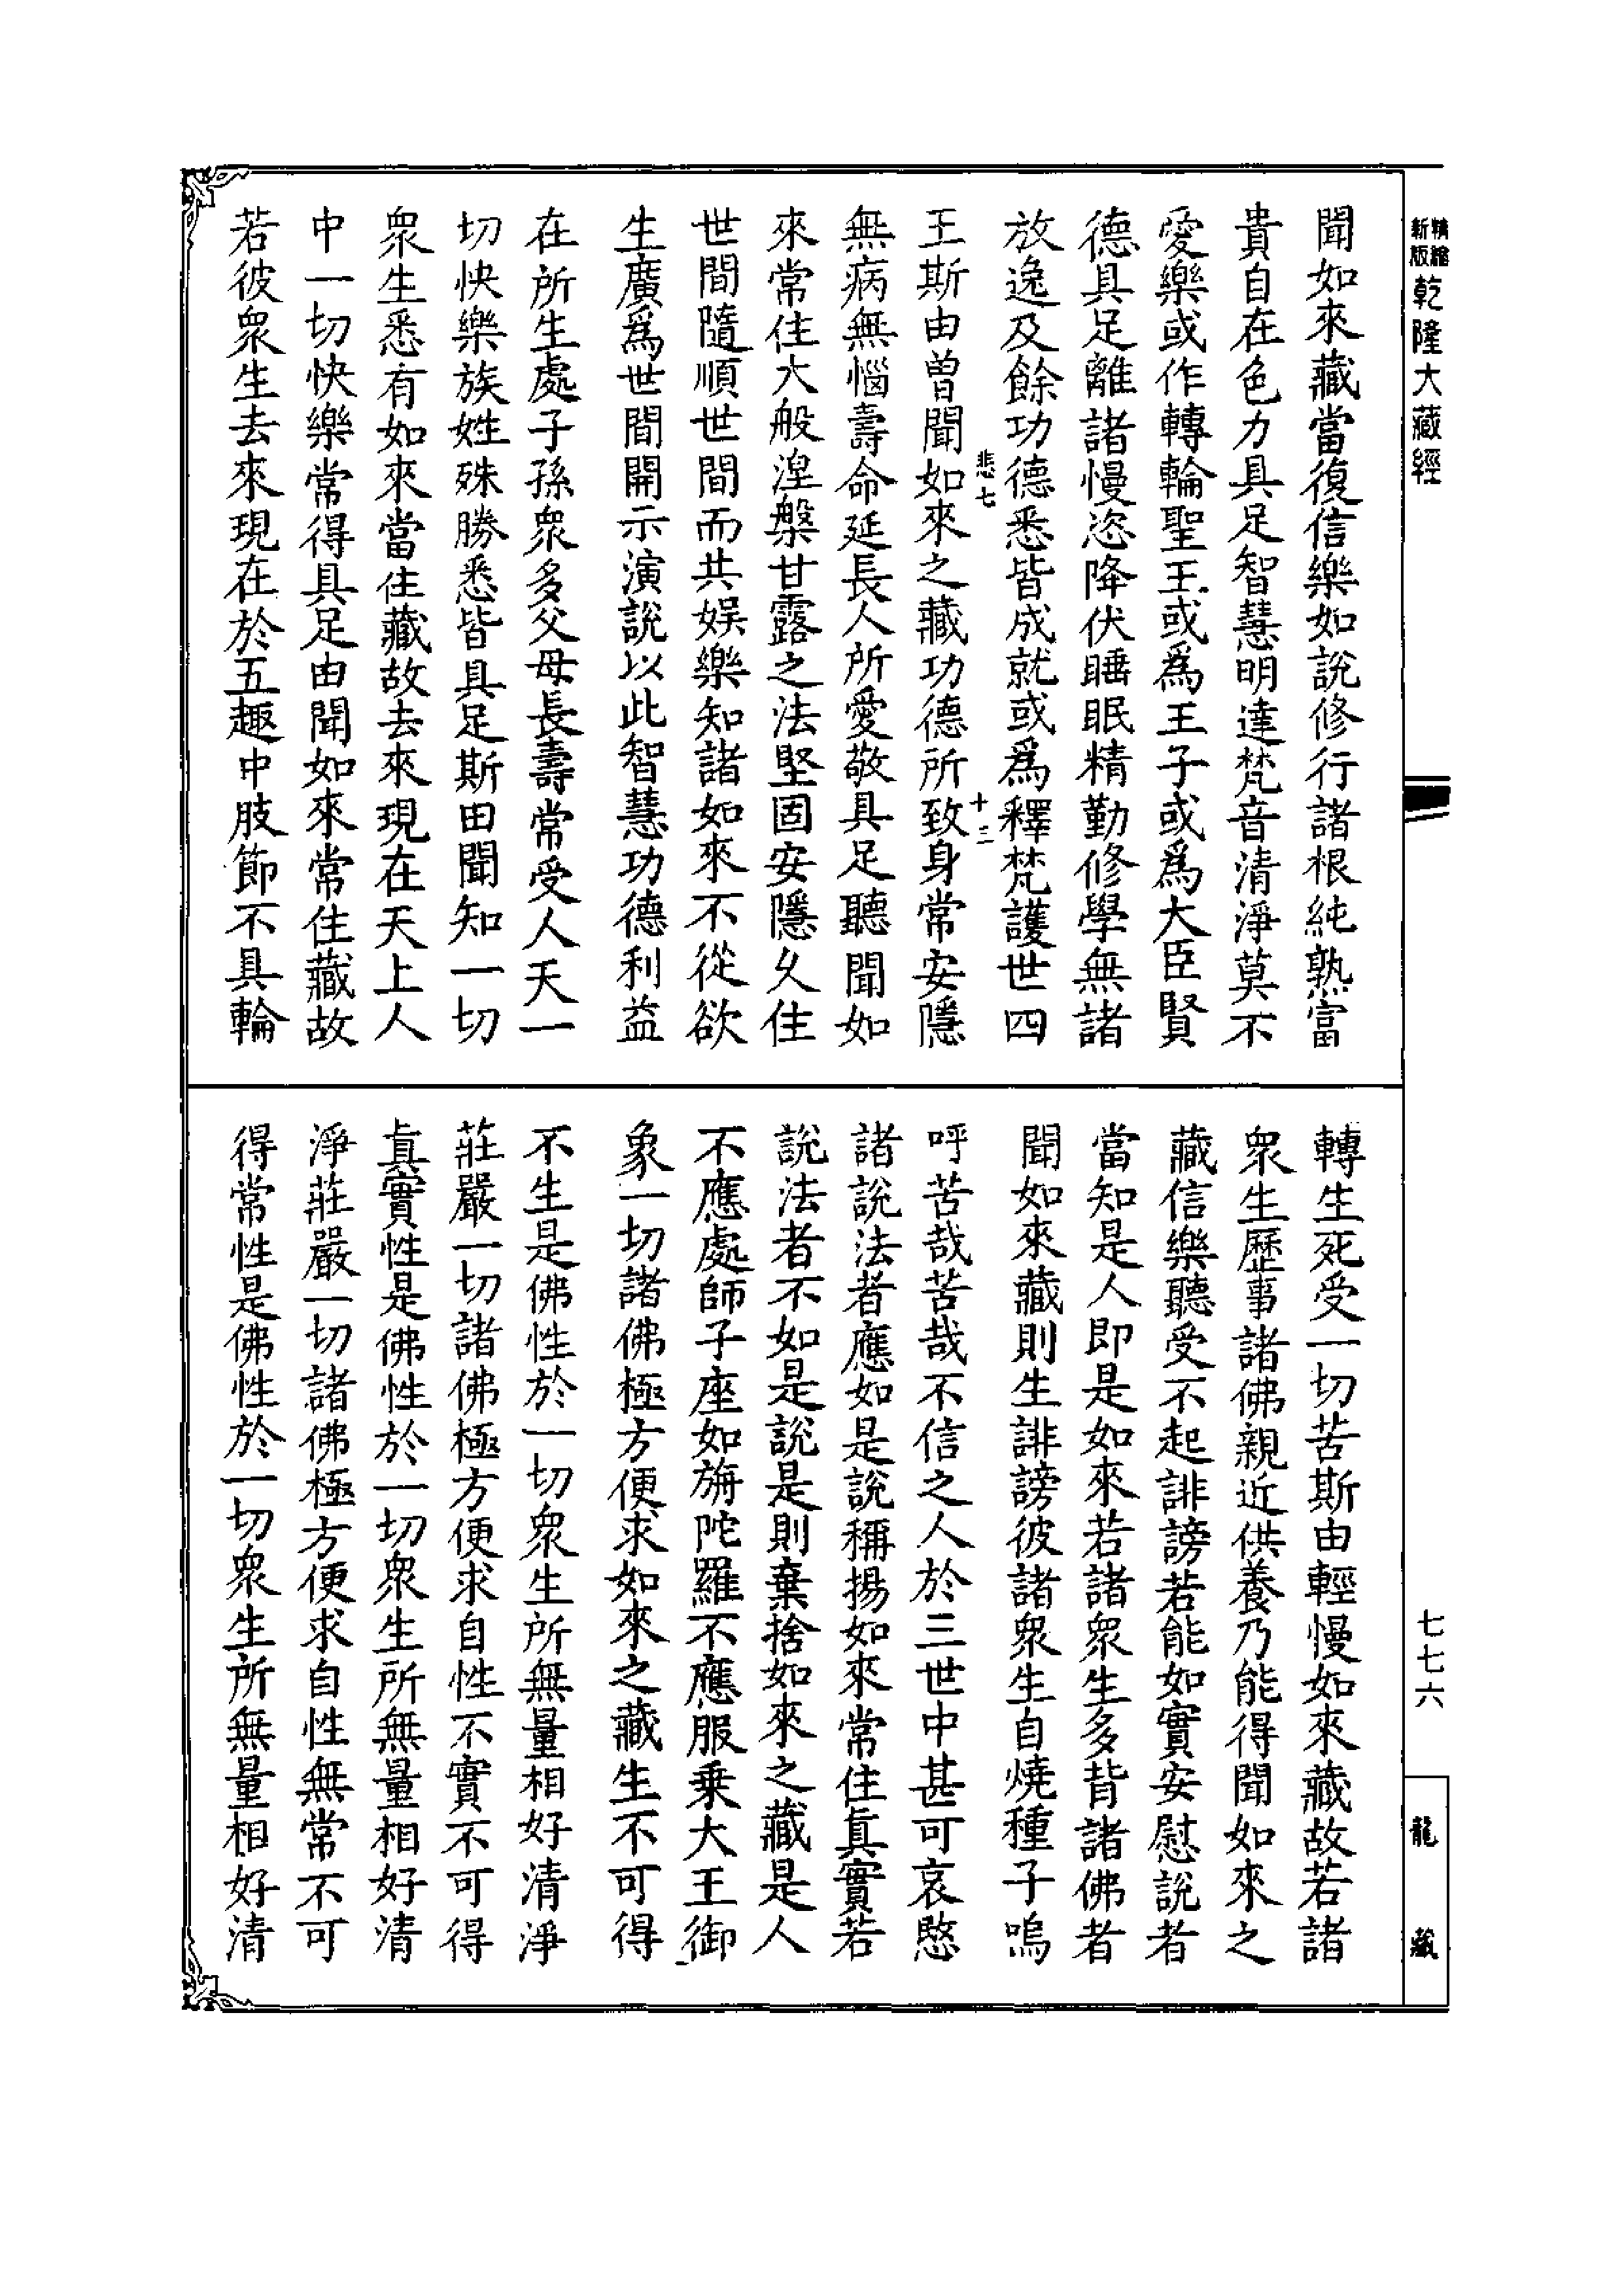 精縮
新版
乾隆大藏經
聞如來藏當復信樂如說修行諸根純熟富
貴自在色力具足智慧明達梵音清淨莫不
愛樂或作轉輪聖王或爲王子或爲大臣賢
德具足離諸慢恣降伏睡眠精勤修學無諸
放逸及餘功德悉皆成就或爲釋梵護世四
悲七
十三
王斯由曾聞如來之藏功德所致身常安隱
無病無惱壽命延長人所愛敬具足聽聞如
來常住大般涅槃甘露之法堅固安隱久住
世間隨順世間而共娱樂知諸如來不從欲
生廣爲世間開示演說以此智慧功德利益
在所生處子孫衆多父母長壽常受人天一
切快樂族姓殊勝悉皆具足斯由聞知一切
衆生悉有如來當住藏故去來現在天上人
中一切快樂常得具足由聞如來常住藏故
若彼衆生去來現在於五趣中肢節不具輪
轉生死受一切苦斯由輕慢如來藏故若諸
衆生歷事諸佛親近供養乃能得聞如來之
藏信樂聽受不起誹謗若能如實安慰說者
當知是人即是如來若諸衆生多背諸佛者
聞如來藏則生誹謗彼諸衆生自燒種子嗚
呼苦哉苦哉不信之人於三世中甚可哀愍
諸說法者應如是說稱揚如來常住真實若
說法者不如是說是則棄捨如來之藏是人
不應處師子座如旃陀羅不應服乘大王御
象一切諸佛極方便求如來之藏生不可得
不生是佛性於一切衆生所無量相好清淨
莊嚴一切諸佛極方便求自性不實不可得
真實性是佛性於一切衆生所無量相好清
淨莊嚴一切諸佛極方便求自性無常不可
得常性是佛性於一切衆生所無量相好清
七七六
龍藏